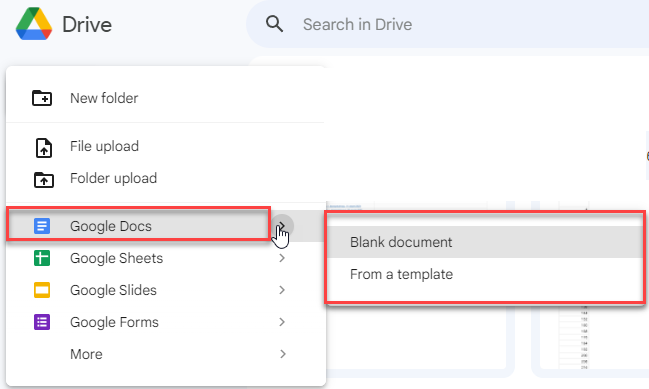 Drive
Search in Drive
New folder
File upload
Folder upload
Google Docs
Blank document
Google Sheets
From a template
Google Slides
Google Forms
More